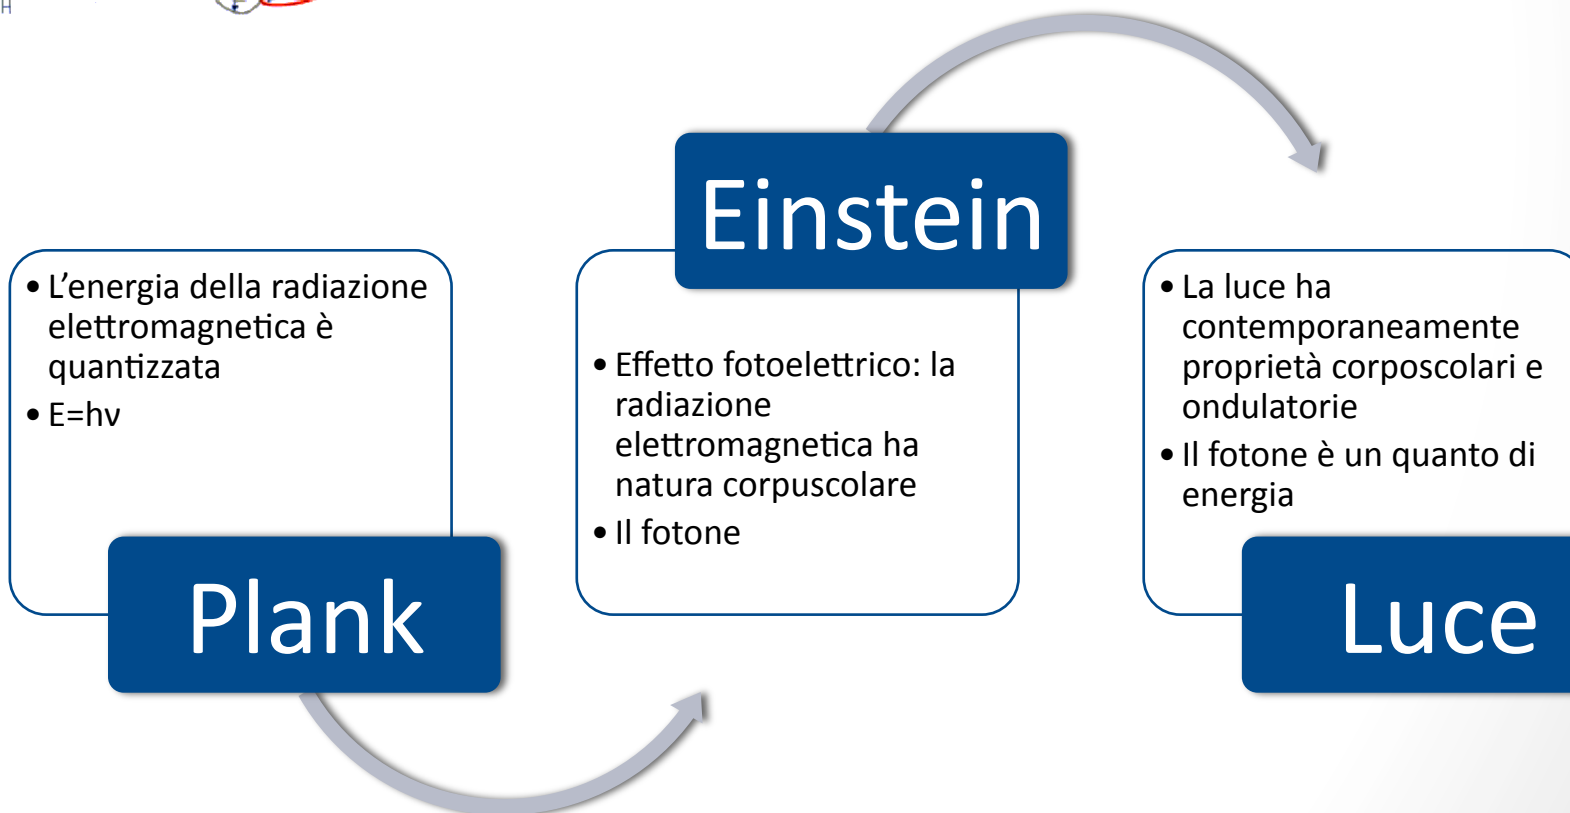 H
• L’energia della radiazione
elettromagnetica è
quantizzata
• E=hν
Plank
Einstein
• Effetto fotoelettrico: la
radiazione
elettromagnetica ha
natura corpuscolare
• Il fotone
• La luce ha
contemporaneamente
proprietà corposcolari e
ondulatorie
• Il fotone è un quanto di
energia
Luce